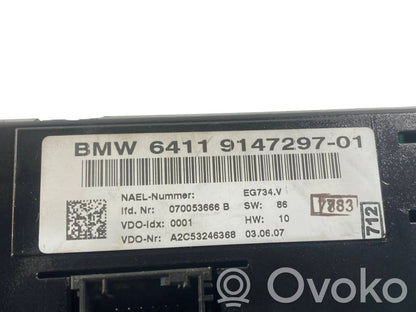 BMW 6411 9147297-01
NAEL-Nummer: EG734.V
lfd. Nr: 070053666 B SW: 86
VDO-Idx: 0001 HW: 10
VDO-Nr: A2C53246368 03.06.07
712
Ovoko